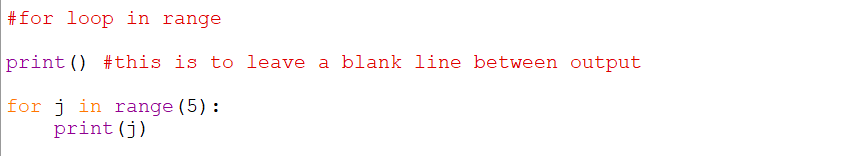 #for loop in range
print() #this is to leave a blank line between output
for j in range(5):
    print(j)